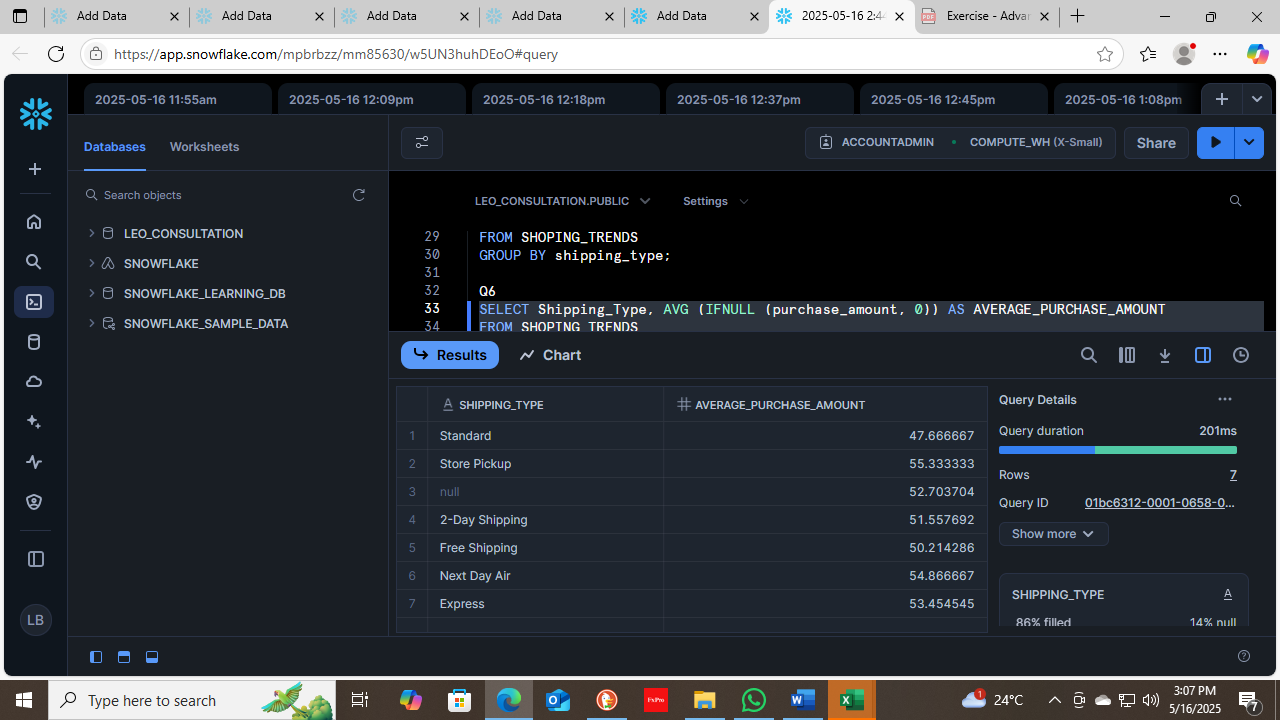 Add Data
Add Data
Add Data
Add Data
Add Data
2025-05-16 2:44
Exercise - Advar
https://app.snowflake.com/mpbrbzz/mm85630/w5UN3huhDEoO#query
2025-05-16 11:55am
2025-05-16 12:09pm
2025-05-16 12:18pm
2025-05-16 12:37pm
2025-05-16 12:45pm
2025-05-16 1:08pm
Databases
Worksheets
ACCOUNTADMIN
COMPUTE_WH (X-Small)
Share
Search objects
LEO_CONSULTATION
SNOWFLAKE
SNOWFLAKE_LEARNING_DB
SNOWFLAKE_SAMPLE_DATA
LB
LEO_CONSULTATION.PUBLIC
Settings
29 FROM SHOPING_TRENDS
30 GROUP BY shipping_type;
31
32 Q6
33 SELECT Shipping_Type, AVG (IFNULL (purchase_amount, 0)) AS AVERAGE_PURCHASE_AMOUNT
34 FROM SHOPING_TRENDS
Results
Chart
SHIPPING_TYPE AVERAGE_PURCHASE_AMOUNT
1 Standard 47.666667
2 Store Pickup 55.333333
3 null 52.703704
4 2-Day Shipping 51.557692
5 Free Shipping 50.214286
6 Next Day Air 54.866667
7 Express 53.454545
Query Details
Query duration 201ms
Rows 7
Query ID 01bc6312-0001-0658-0...
Show more
SHIPPING_TYPE A
86% filled 14% null
Type here to search
FxPro
1
24°C
3:07 PM
5/16/2025
7